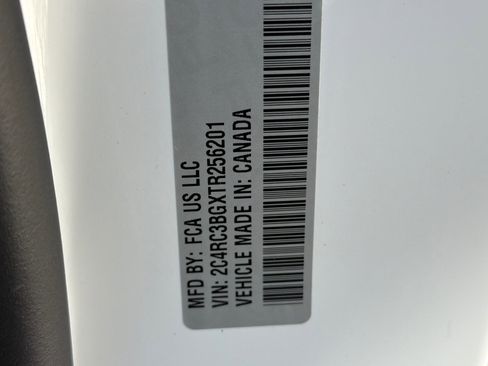 MFD BY: FCA US LLC
VIN: 2C4RC3BGXTR256201
VEHICLE MADE IN: CANADA